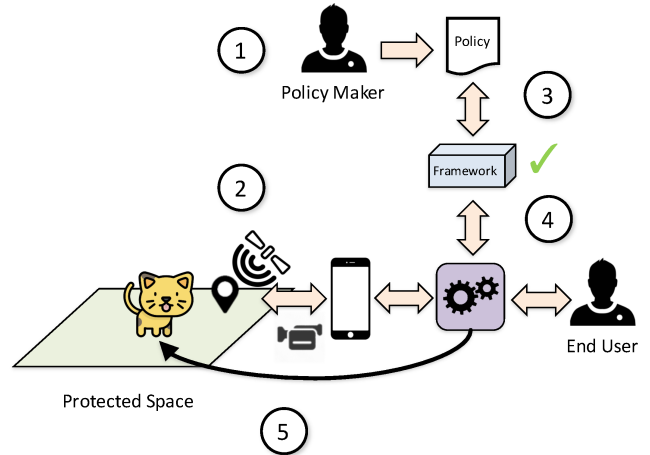 1
Policy
Policy Maker
3
Framework
2
4
End User
Protected Space
5